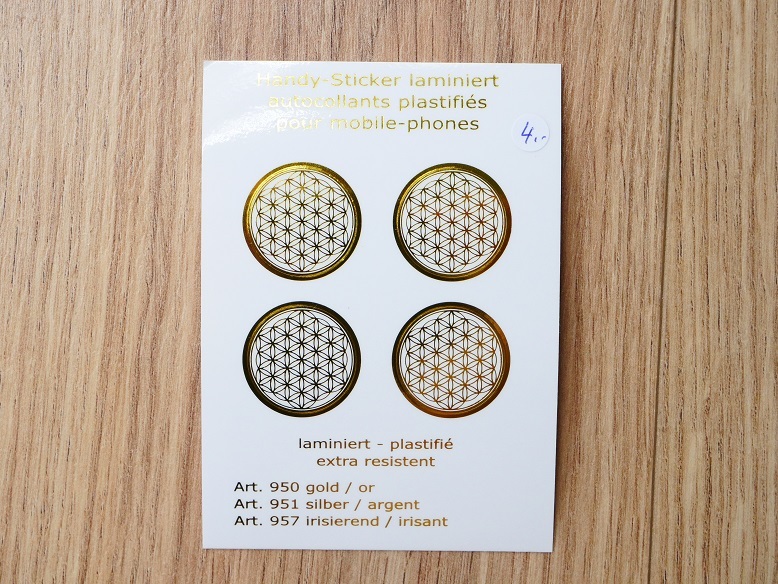 Handy-Sticker laminiert
autocollants plastifiés
pour mobile-phones
4.-
laminiert - plastifié
extra resistent
Art. 950 gold / or
Art. 951 silber / argent
Art. 957 irisierend / irisant